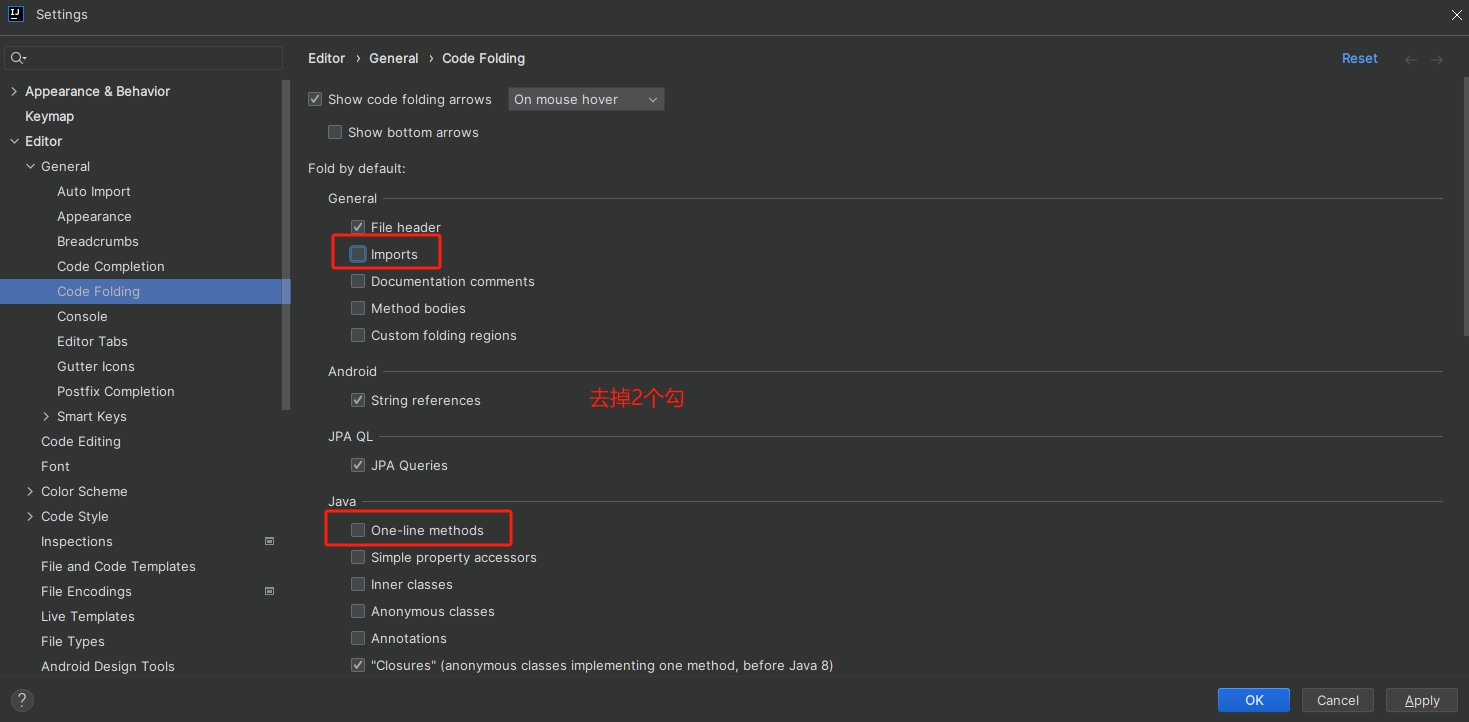 IJ
Settings
Appearance & Behavior
Keymap
Editor
General
Auto Import
Appearance
Breadcrumbs
Code Completion
Code Folding
Console
Editor Tabs
Gutter Icons
Postfix Completion
Smart Keys
Code Editing
Font
Color Scheme
Code Style
Inspections
File and Code Templates
File Encodings
Live Templates
File Types
Android Design Tools
Editor › General › Code Folding
Reset
Show code folding arrows On mouse hover
Show bottom arrows
Fold by default:
General
File header
Imports
Documentation comments
Method bodies
Custom folding regions
Android
String references
去掉2个勾
JPA QL
JPA Queries
Java
One-line methods
Simple property accessors
Inner classes
Anonymous classes
Annotations
"Closures" (anonymous classes implementing one method, before Java 8)
?
OK
Cancel
Apply